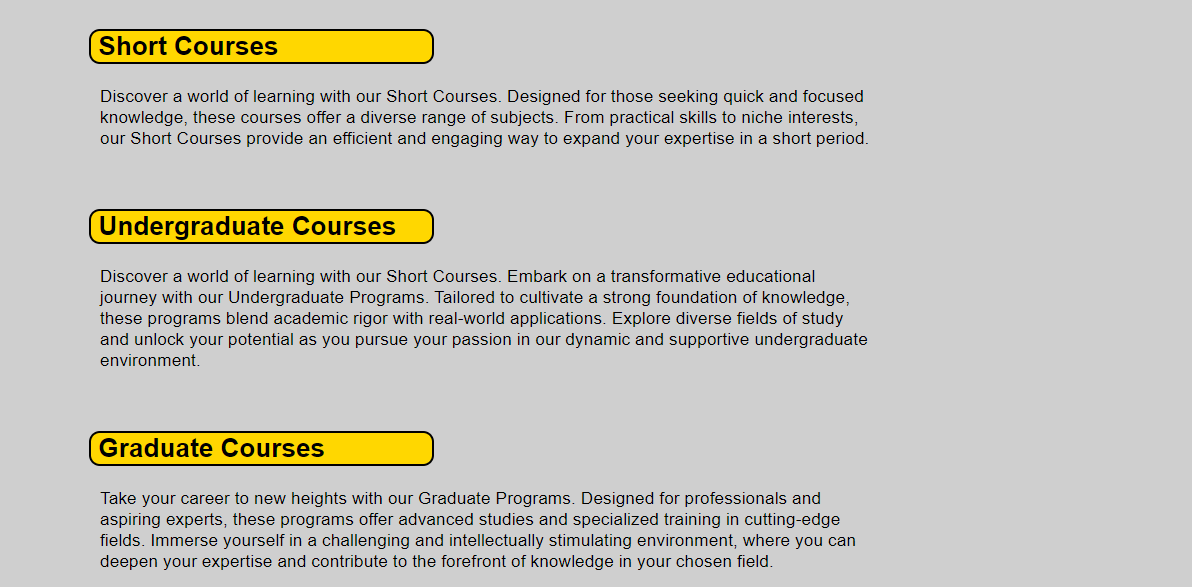 Short Courses
Discover a world of learning with our Short Courses. Designed for those seeking quick and focused
knowledge, these courses offer a diverse range of subjects. From practical skills to niche interests,
our Short Courses provide an efficient and engaging way to expand your expertise in a short period.
Undergraduate Courses
Discover a world of learning with our Short Courses. Embark on a transformative educational
journey with our Undergraduate Programs. Tailored to cultivate a strong foundation of knowledge,
these programs blend academic rigor with real-world applications. Explore diverse fields of study
and unlock your potential as you pursue your passion in our dynamic and supportive undergraduate
environment.
Graduate Courses
Take your career to new heights with our Graduate Programs. Designed for professionals and
aspiring experts, these programs offer advanced studies and specialized training in cutting-edge
fields. Immerse yourself in a challenging and intellectually stimulating environment, where you can
deepen your expertise and contribute to the forefront of knowledge in your chosen field.